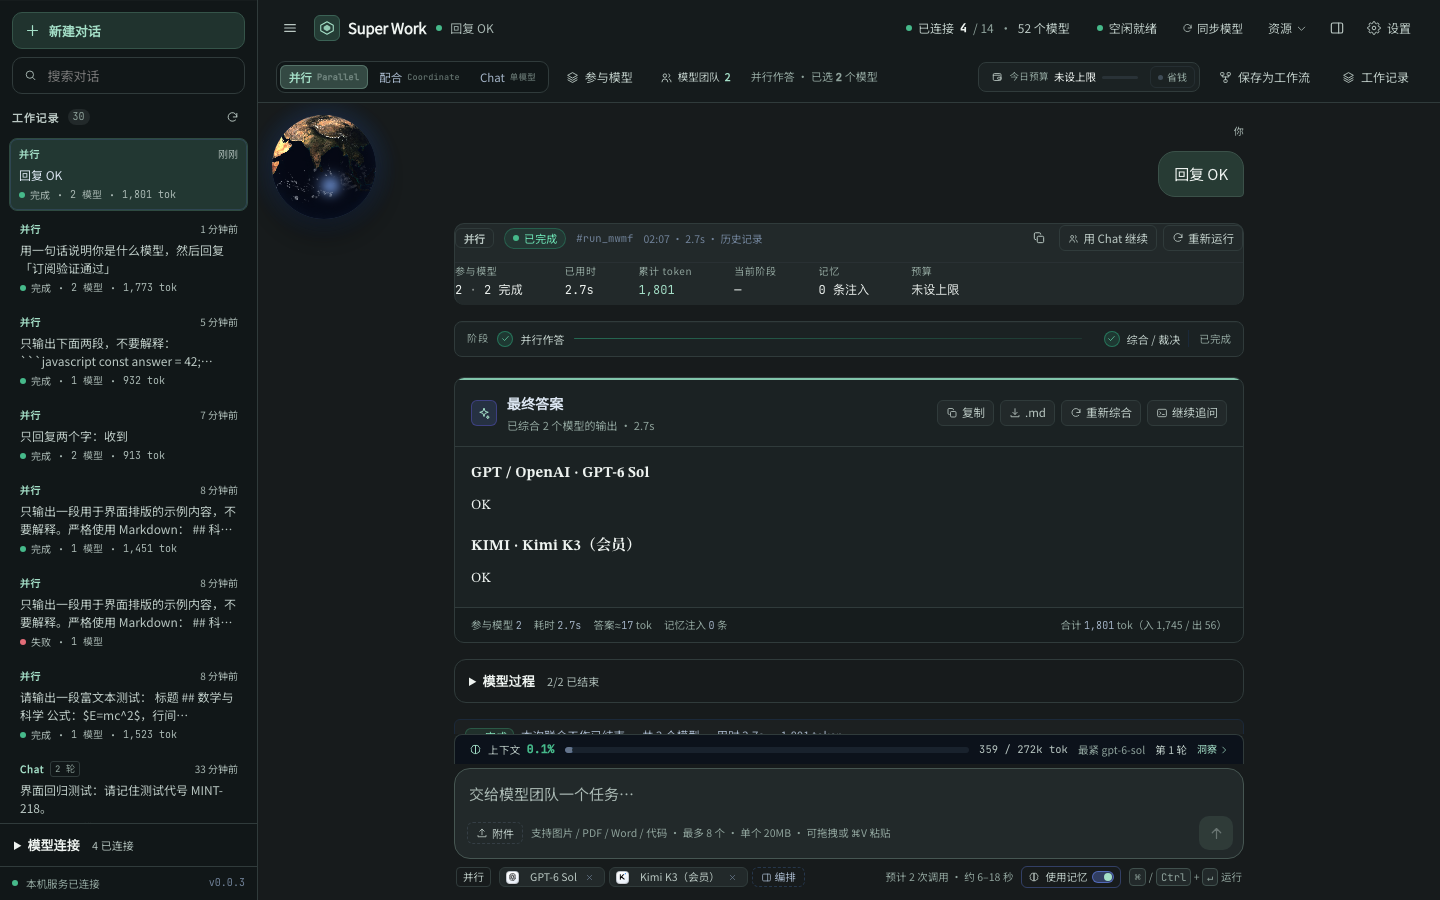 新建对话
搜索对话
工作记录 30
并行 刚刚
回复 OK
完成 · 2 模型 · 1,801 tok
并行 1 分钟前
用一句话说明你是什么模型，然后回复
「订阅验证通过」
完成 · 2 模型 · 1,773 tok
并行 5 分钟前
只输出下面两段，不要解释：
```javascript const answer = 42;…
完成 · 1 模型 · 932 tok
并行 7 分钟前
只回复两个字：收到
完成 · 2 模型 · 913 tok
并行 8 分钟前
只输出一段用于界面排版的示例内容，不
要解释。严格使用 Markdown： ## 科…
完成 · 1 模型 · 1,451 tok
并行 8 分钟前
只输出一段用于界面排版的示例内容，不
要解释。严格使用 Markdown： ## 科…
失败 · 1 模型
并行 8 分钟前
请输出一段富文本测试： 标题 ## 数学与
科学 公式：$E=mc^2$，行间…
完成 · 1 模型 · 1,523 tok
Chat 2 轮 33 分钟前
界面回归测试：请记住测试代号 MINT-
218。
模型连接 4 已连接
本机服务已连接 v0.0.3
Super Work 回复 OK
已连接 4 / 14 · 52 个模型 空闲就绪 同步模型 资源 设置
并行 Parallel 配合 Coordinate Chat 单模型 参与模型 模型团队 2 并行作答 · 已选 2 个模型
今日预算 未设上限 省钱 保存为工作流 工作记录
你
回复 OK
并行 已完成 #run_mwmf 02:07 · 2.7s · 历史记录 用 Chat 继续 重新运行
参与模型 已用时 累计 token 当前阶段 记忆 预算
2 · 2 完成 2.7s 1,801 — 0 条注入 未设上限
阶段 并行作答 综合 / 裁决 已完成
最终答案
已综合 2 个模型的输出 · 2.7s
复制 .md 重新综合 继续追问
GPT / OpenAI · GPT-6 Sol
OK
KIMI · Kimi K3（会员）
OK
参与模型 2 耗时 2.7s 答案≈17 tok 记忆注入 0 条 合计 1,801 tok（入 1,745 / 出 56）
模型过程 2/2 已结束
上下文 0.1% 359 / 272k tok 最紧 gpt-6-sol 第 1 轮 洞察
交给模型团队一个任务…
附件 支持图片 / PDF / Word / 代码 · 最多 8 个 · 单个 20MB · 可拖拽或 ⌘V 粘贴
并行 GPT-6 Sol × Kimi K3（会员） × 编排 预计 2 次调用 · 约 6–18 秒 使用记忆 ⌘ / Ctrl + ↵ 运行